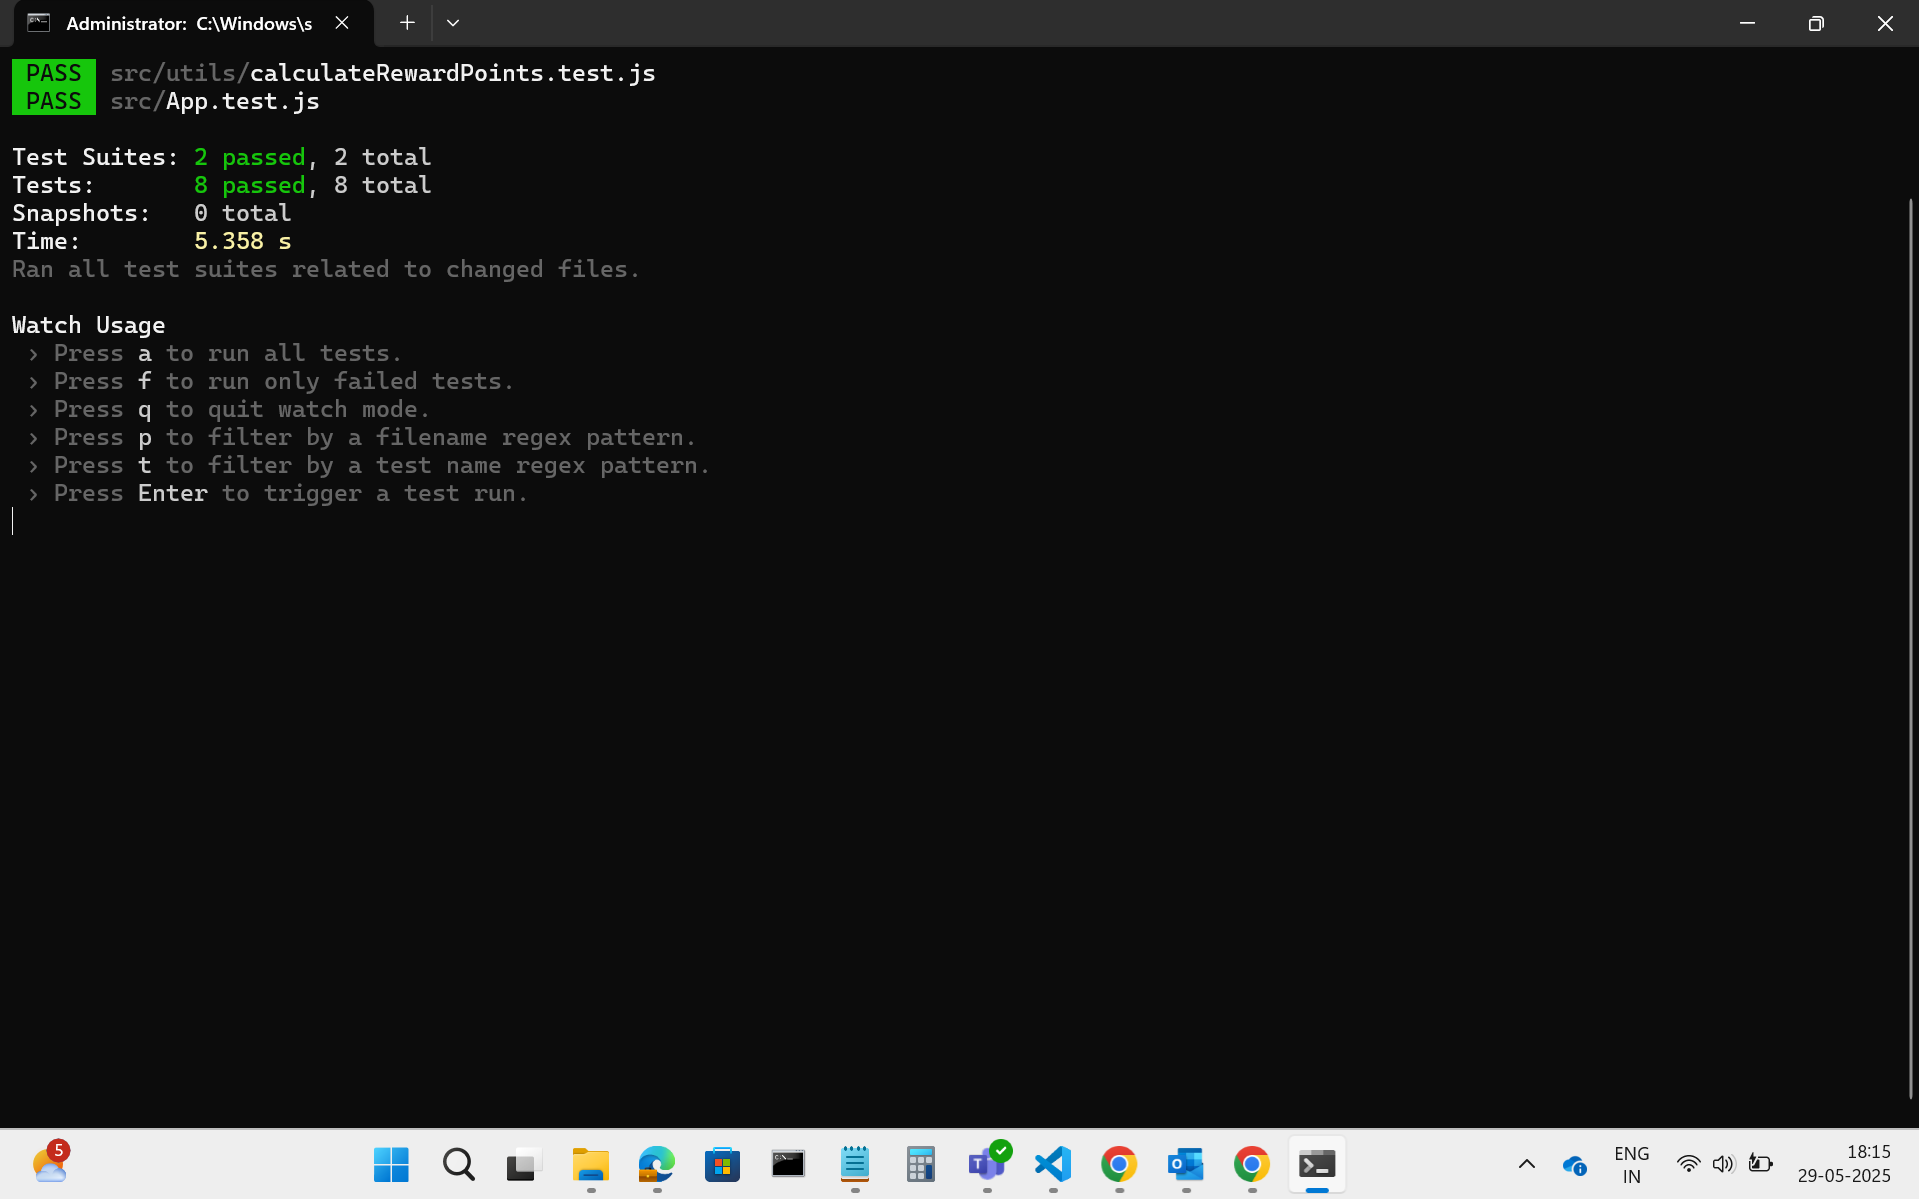 Administrator: C:\Windows\s
PASS src/utils/calculateRewardPoints.test.js
PASS src/App.test.js
Test Suites: 2 passed, 2 total
Tests: 8 passed, 8 total
Snapshots: 0 total
Time: 5.358 s
Ran all test suites related to changed files.
Watch Usage
› Press a to run all tests.
› Press f to run only failed tests.
› Press q to quit watch mode.
› Press p to filter by a filename regex pattern.
› Press t to filter by a test name regex pattern.
› Press Enter to trigger a test run.
5
ENG
IN
18:15
29-05-2025